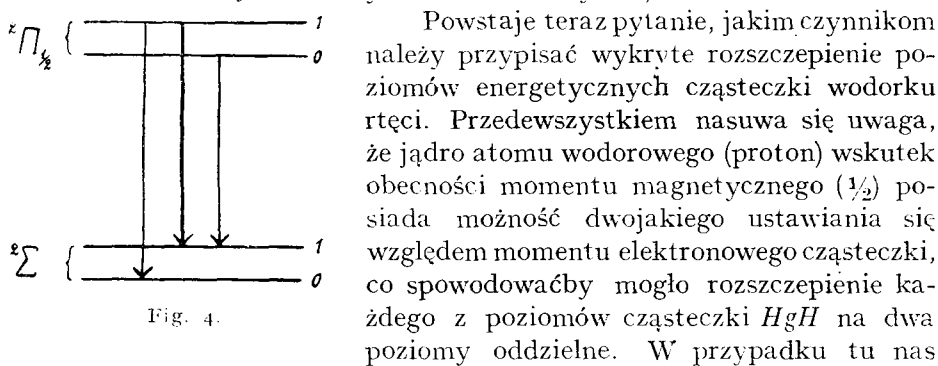 ²Π½ { 1
0
²Σ { 1
0
Fig. 4.
Powstaje teraz pytanie, jakim czynnikom
należy przypisać wykryte rozszczepienie po-
ziomów energetycznych cząsteczki wodorku
rtęci. Przedewszystkiem nasuwa się uwaga,
że jądro atomu wodorowego (proton) wskutek
obecności momentu magnetycznego (½) po-
siada możność dwojakiego ustawiania się
względem momentu elektronowego cząsteczki,
co spowodowaćby mogło rozszczepienie ka-
żdego z poziomów cząsteczki HgH na dwa
poziomy oddzielne. W przypadku tu nas